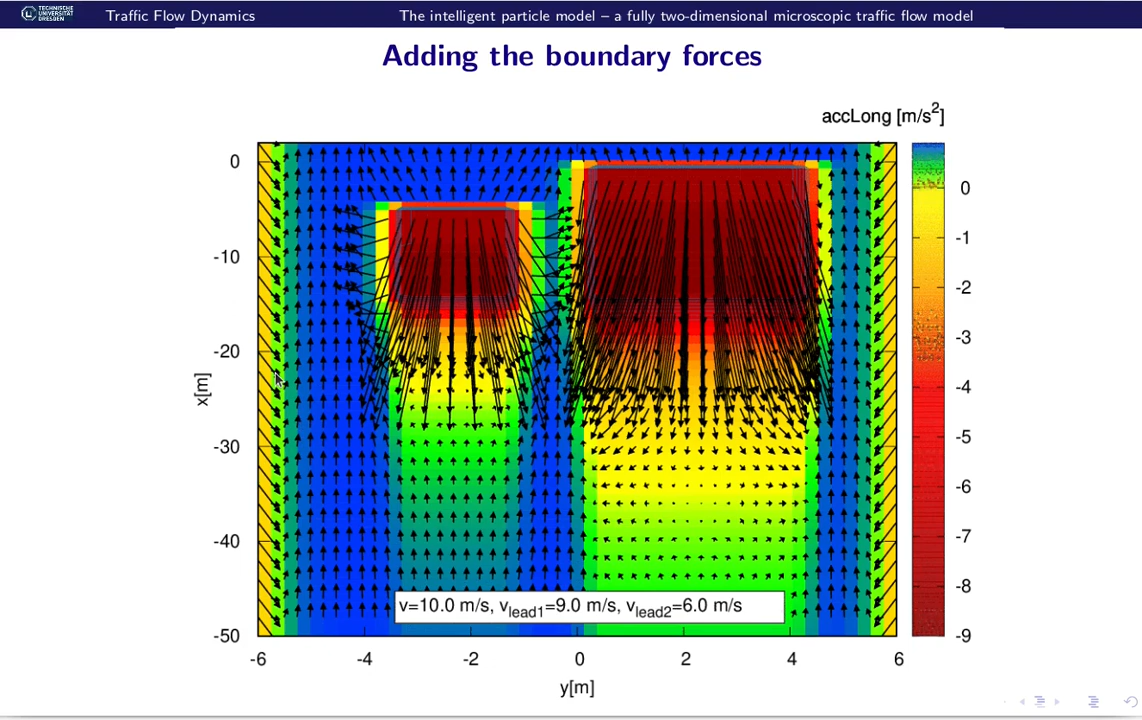 TECHNISCHE
UNIVERSITÄT
DRESDEN
Traffic Flow Dynamics
The intelligent particle model – a fully two-dimensional microscopic traffic flow model
Adding the boundary forces
accLong [m/s²]
0
-10
-20
-30
-40
-50
x[m]
0
-1
-2
-3
-4
-5
-6
-7
-8
-9
v=10.0 m/s, vlead1=9.0 m/s, vlead2=6.0 m/s
-6 -4 -2 0 2 4 6
y[m]